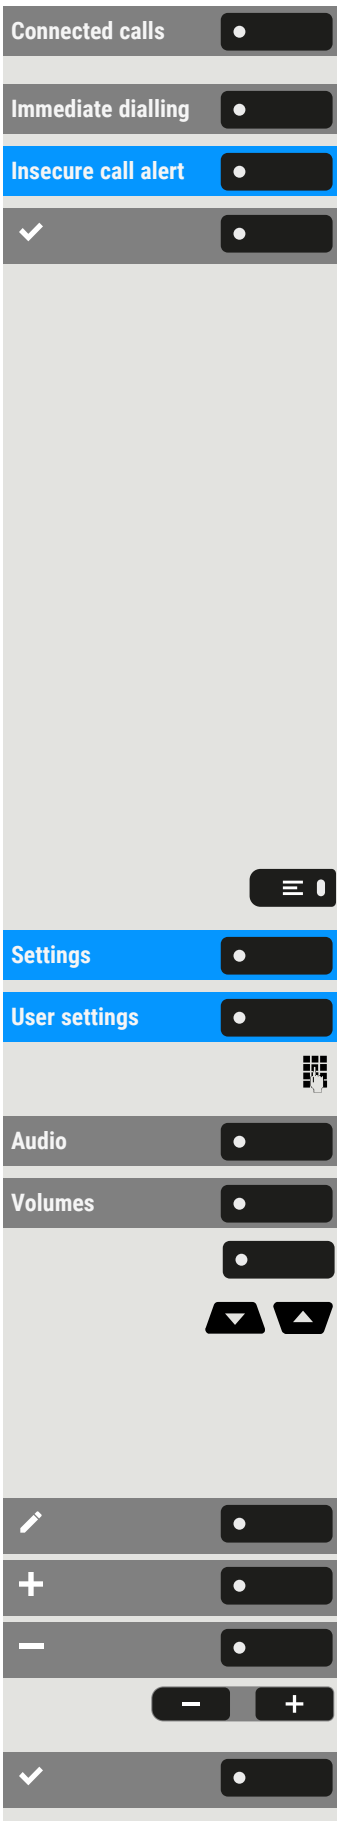 Connected calls
Immediate dialling
Insecure call alert
Settings
User settings
Audio
Volumes